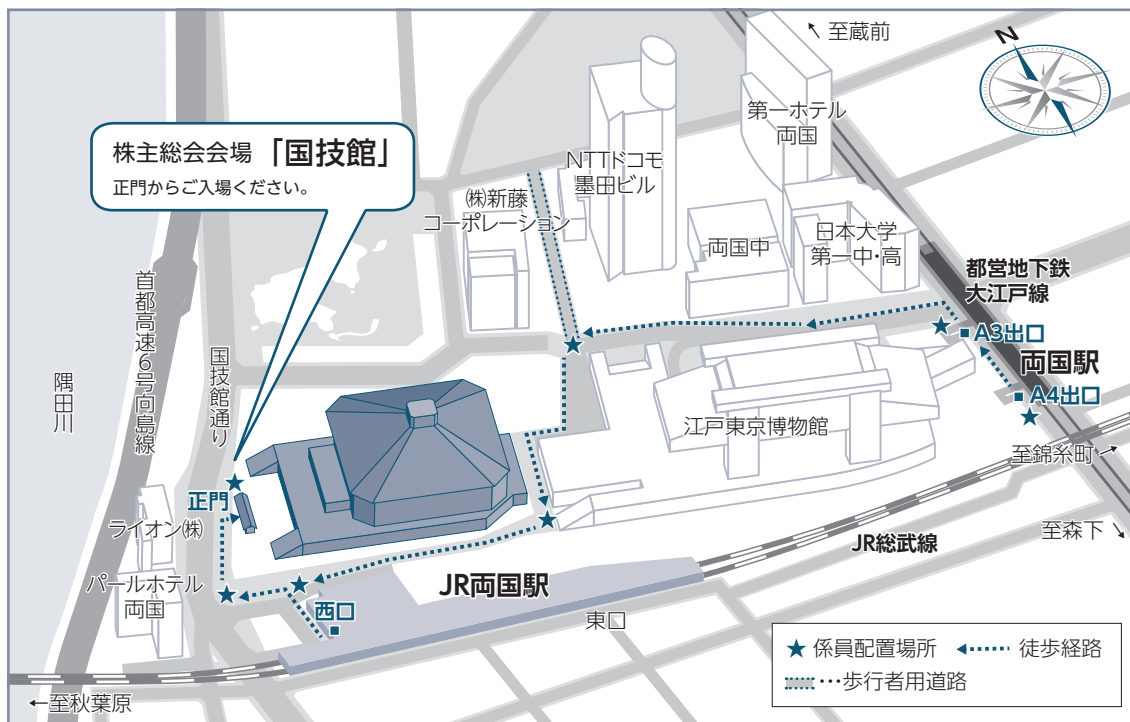 ↖至蔵前
N
第一ホテル
両国
株主総会会場「国技館」
正門からご入場ください。
NTTドコモ
墨田ビル
㈱新藤
コーポレーション
両国中
日本大学
第一中・高
都営地下鉄
大江戸線
A3出口
両国駅
A4出口
首都高速6号向島線
国技館通り
隅田川
江戸東京博物館
至錦糸町→
正門
ライオン㈱
至森下↘
JR総武線
パールホテル
両国
JR両国駅
西口
東口
←至秋葉原
★係員配置場所
徒歩経路
…歩行者用道路